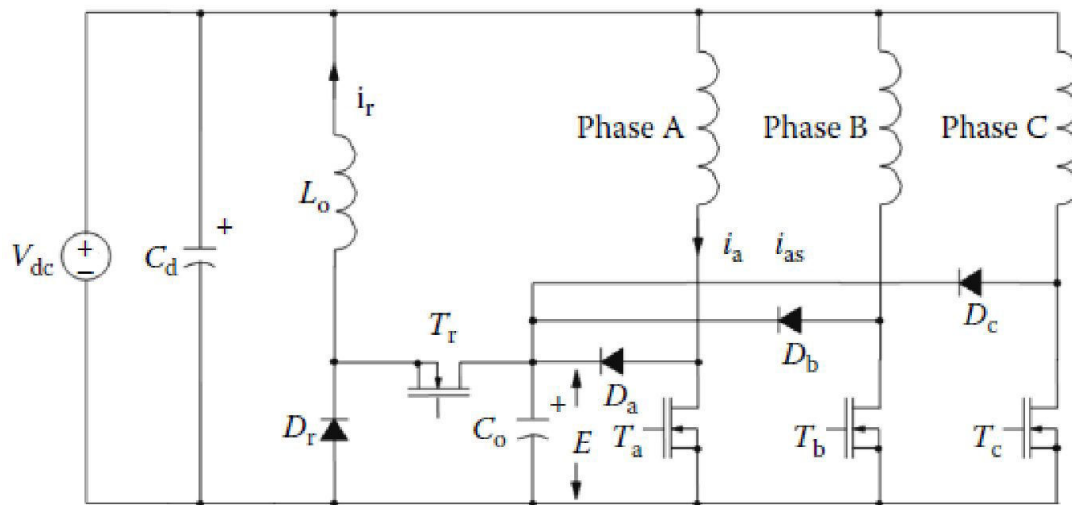 i_r
Phase A Phase B Phase C
L_o
V_dc
+
−
C_d
+
i_a i_as
T_r
D_c
D_b
D_r
C_o
+
E
D_a
T_a
T_b
T_c